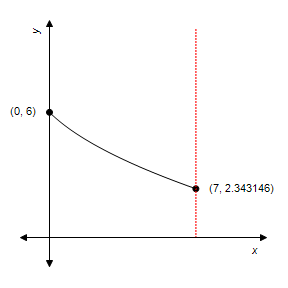 y
(0, 6)
(7, 2.343146)
x